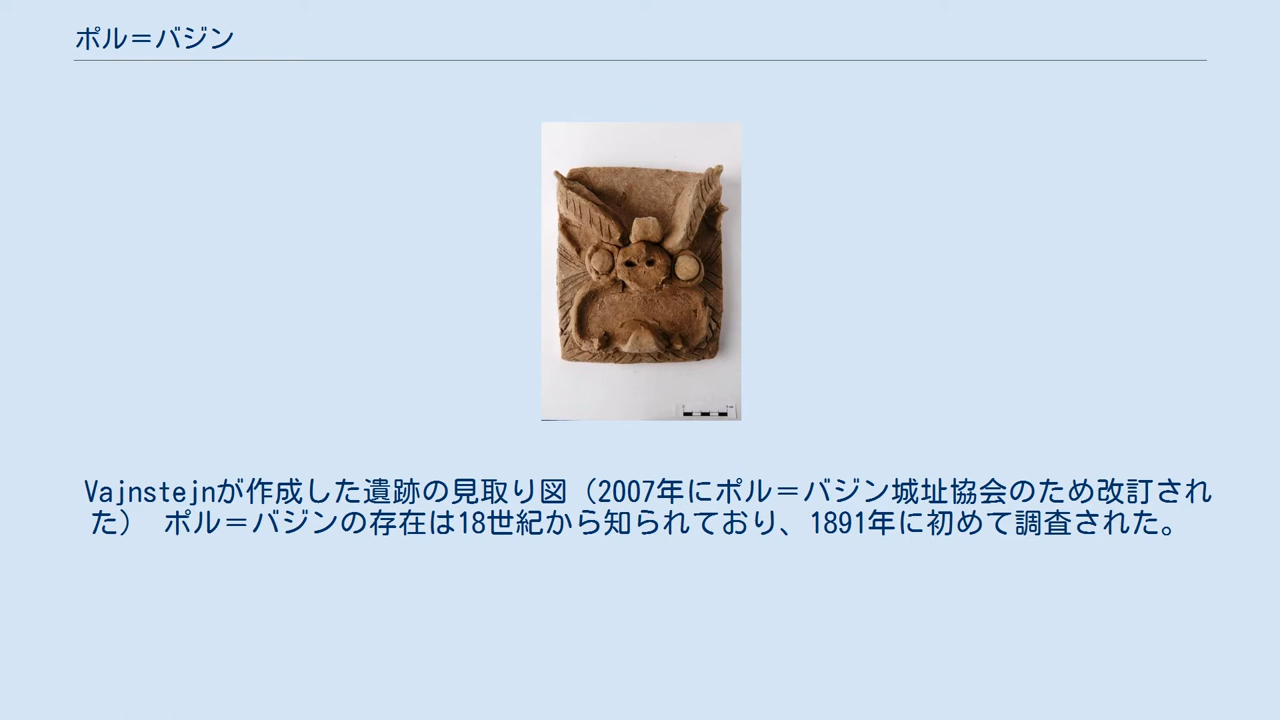 ポル＝バジン
Vajnstejnが作成した遺跡の見取り図（2007年にポル＝バジン城址協会のため改訂され
た）　ポル＝バジンの存在は18世紀から知られており、1891年に初めて調査された。